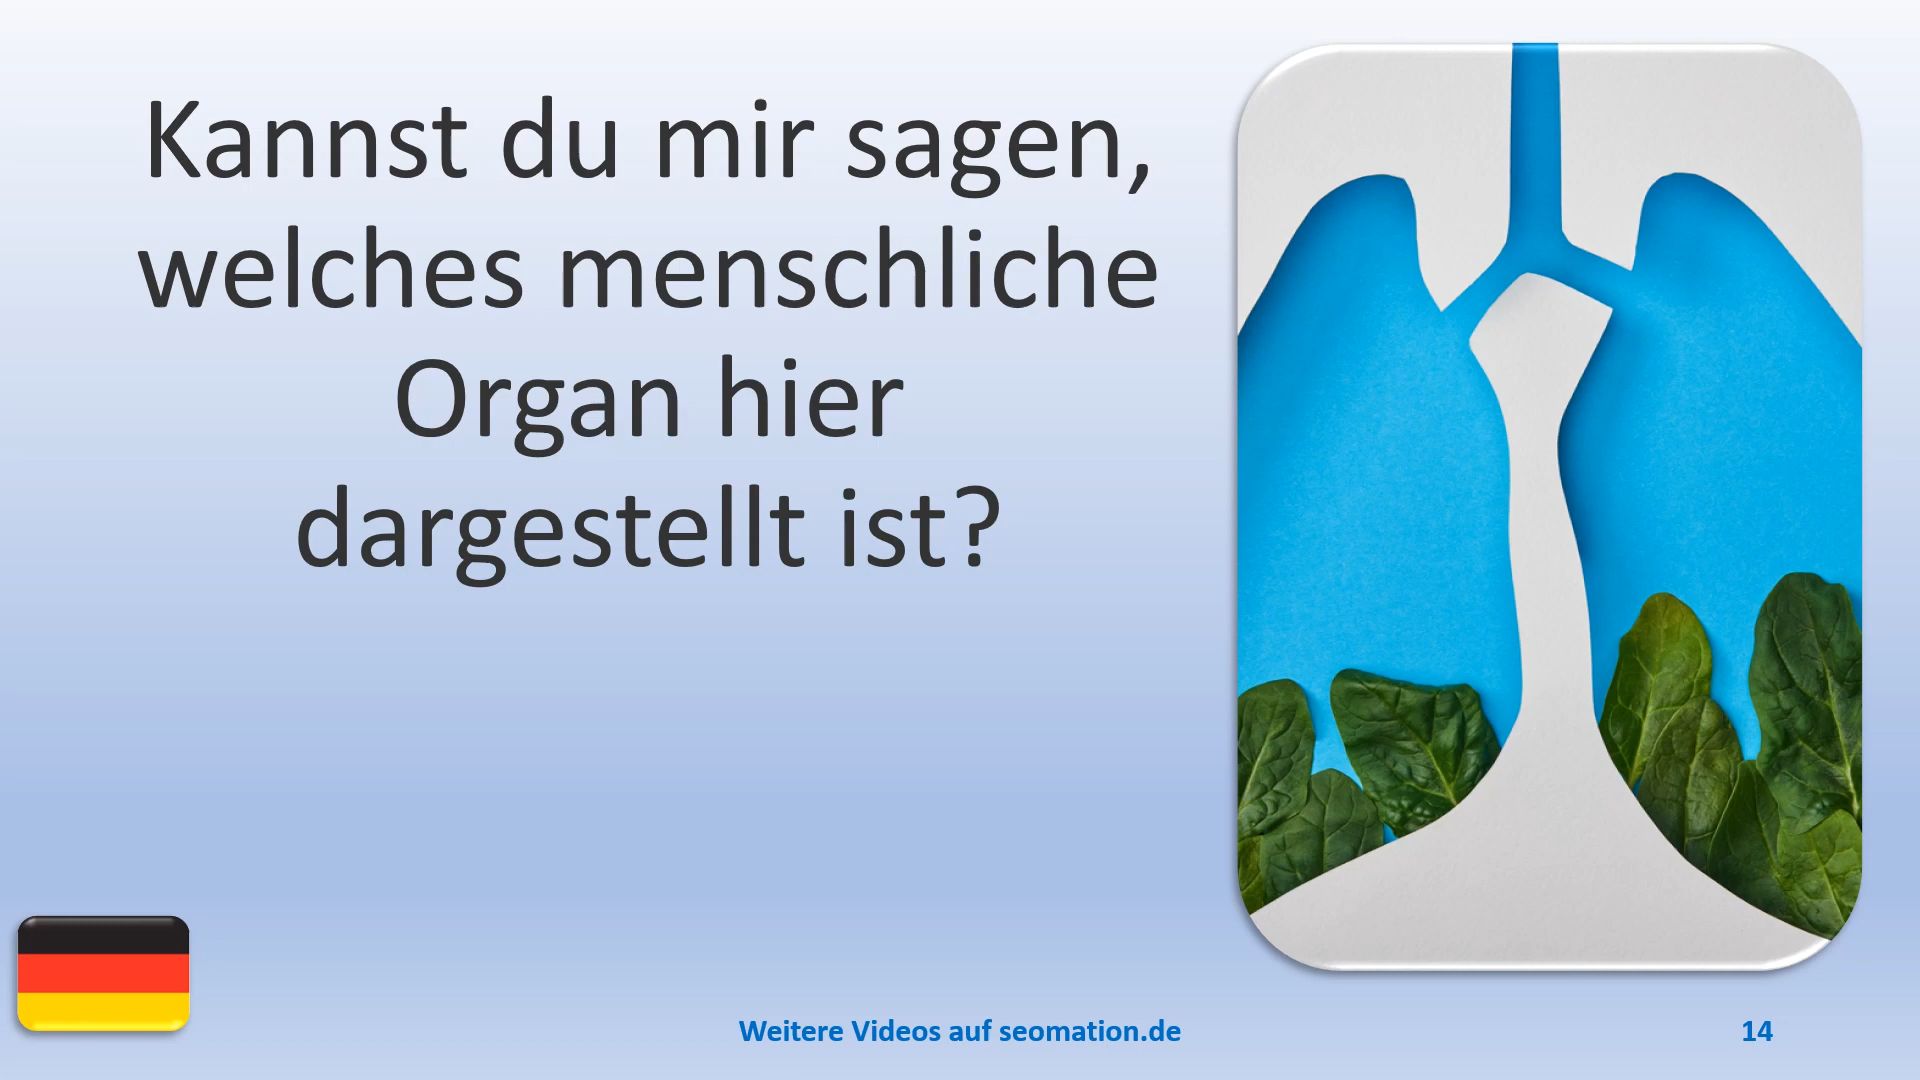 Kannst du mir sagen,
welches menschliche
Organ hier
dargestellt ist?
Weitere Videos auf seomation.de
14